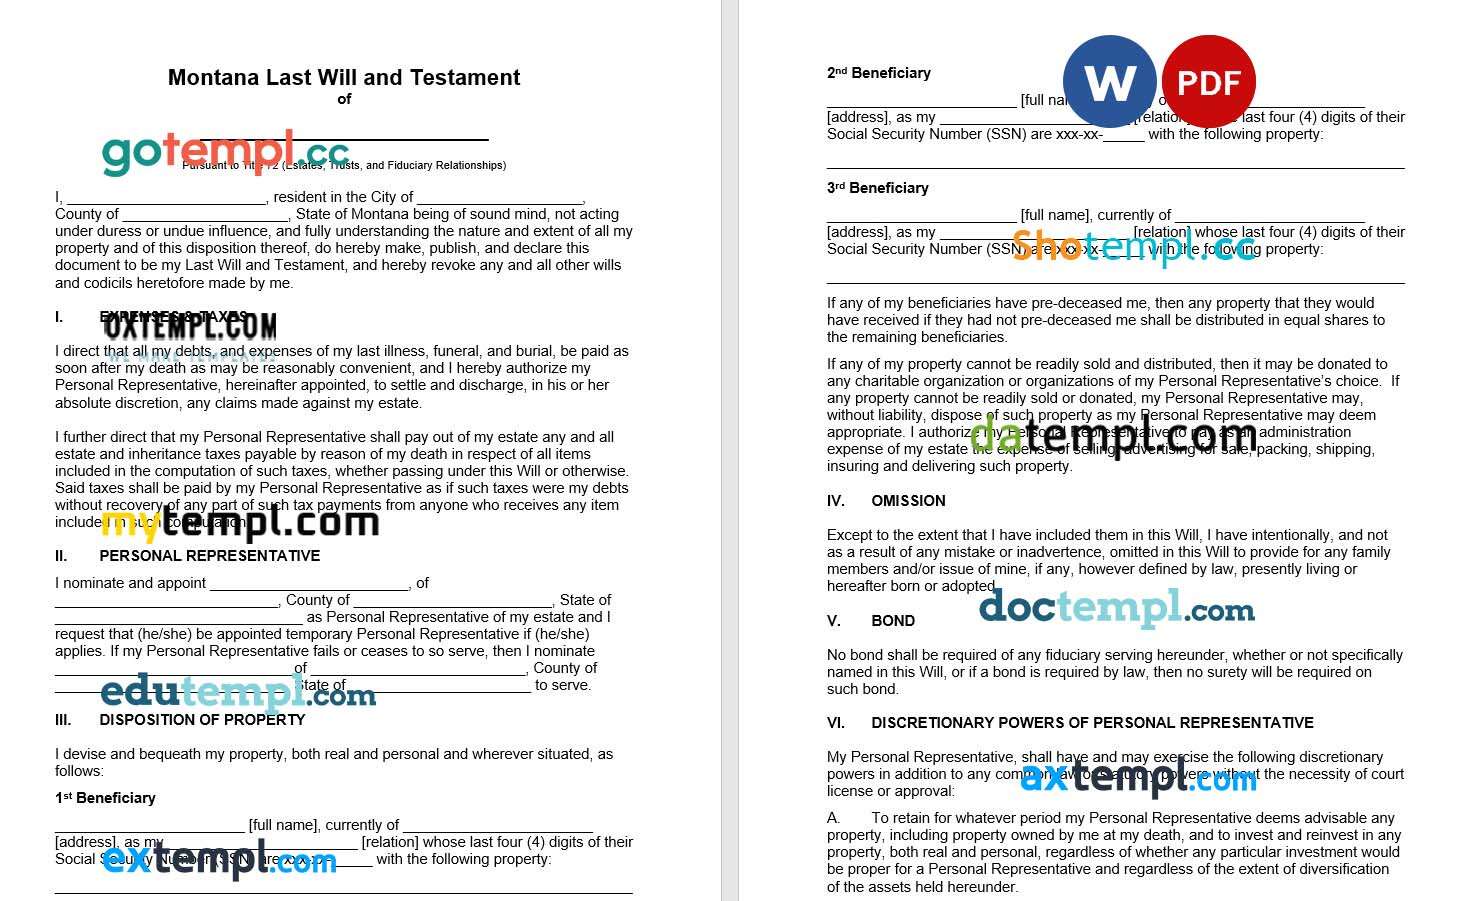 Montana Last Will and Testament
of
gotempl.cc
Pursuant to Title 72 (Estates, Trusts, and Fiduciary Relationships)
I, ________________________, resident in the City of ____________________,
County of ____________________, State of Montana being of sound mind, not acting
under duress or undue influence, and fully understanding the nature and extent of all my
property and of this disposition thereof, do hereby make, publish, and declare this
document to be my Last Will and Testament, and hereby revoke any and all other wills
and codicils heretofore made by me.
I. EXPENSES & TAXES
OXTEMPL.COM
WE MAKE TEMPLATES
I direct that all my debts, and expenses of my last illness, funeral, and burial, be paid as
soon after my death as may be reasonably convenient, and I hereby authorize my
Personal Representative, hereinafter appointed, to settle and discharge, in his or her
absolute discretion, any claims made against my estate.
I further direct that my Personal Representative shall pay out of my estate any and all
estate and inheritance taxes payable by reason of my death in respect of all items
included in the computation of such taxes, whether passing under this Will or otherwise.
Said taxes shall be paid by my Personal Representative as if such taxes were my debts
without recovery of any part of such tax payments from anyone who receives any item
included in such computation.
mytempl.com
II. PERSONAL REPRESENTATIVE
I nominate and appoint ________________________, of
___________________________, County of ________________________, State of
______________________________ as Personal Representative of my estate and I
request that (he/she) be appointed temporary Personal Representative if (he/she)
applies. If my Personal Representative fails or ceases to so serve, then I nominate
_____________________________of __________________________, County of
_____________________________ State of ______________________ to serve.
edutempl.com
III. DISPOSITION OF PROPERTY
I devise and bequeath my property, both real and personal and wherever situated, as
follows:
1st Beneficiary
_______________________ [full name], currently of _______________________
[address], as my _______________________ [relation] whose last four (4) digits of their
Social Security Number (SSN) are xxx-xx-_____ with the following property:
extempl.com
2nd Beneficiary
W
PDF
_______________________ [full name], currently of _______________________
[address], as my _______________________ [relation] whose last four (4) digits of their
Social Security Number (SSN) are xxx-xx-_____ with the following property:
3rd Beneficiary
_______________________ [full name], currently of _______________________
[address], as my _______________________ [relation] whose last four (4) digits of their
Social Security Number (SSN) are xxx-xx-_____ with the following property:
Shotempl.cc
If any of my beneficiaries have pre-deceased me, then any property that they would
have received if they had not pre-deceased me shall be distributed in equal shares to
the remaining beneficiaries.
If any of my property cannot be readily sold and distributed, then it may be donated to
any charitable organization or organizations of my Personal Representative's choice. If
any property cannot be readily sold or donated, my Personal Representative may,
without liability, dispose of such property as my Personal Representative may deem
appropriate. I authorize my Personal Representative to pay as an administration
expense of my estate the expense of selling, advertising for sale, packing, shipping,
insuring and delivering such property.
datempl.com
IV. OMISSION
Except to the extent that I have included them in this Will, I have intentionally, and not
as a result of any mistake or inadvertence, omitted in this Will to provide for any family
members and/or issue of mine, if any, however defined by law, presently living or
hereafter born or adopted.
doctempl.com
V. BOND
No bond shall be required of any fiduciary serving hereunder, whether or not specifically
named in this Will, or if a bond is required by law, then no surety will be required on
such bond.
VI. DISCRETIONARY POWERS OF PERSONAL REPRESENTATIVE
My Personal Representative, shall have and may exercise the following discretionary
powers in addition to any common law or statutory powers without the necessity of court
license or approval:
axtempl.com
A. To retain for whatever period my Personal Representative deems advisable any
property, including property owned by me at my death, and to invest and reinvest in any
property, both real and personal, regardless of whether any particular investment would
be proper for a Personal Representative and regardless of the extent of diversification
of the assets held hereunder.